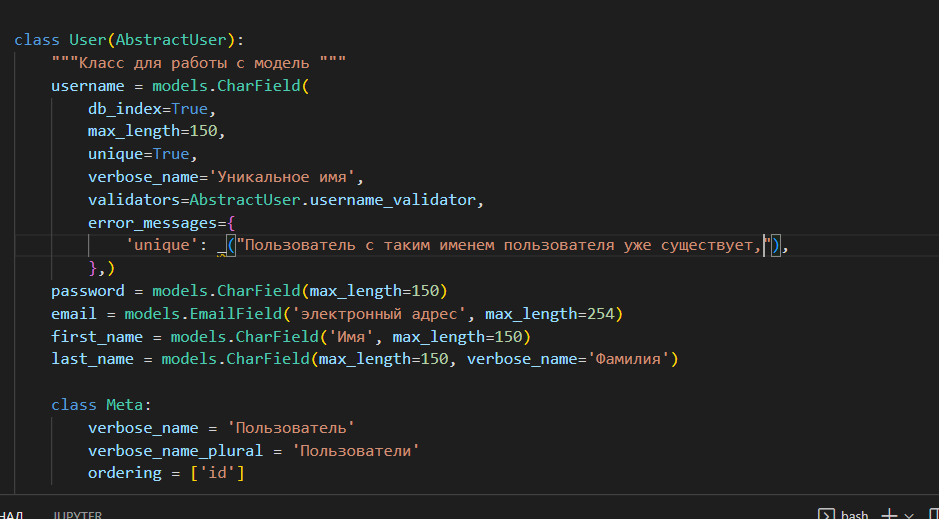 class User(AbstractUser):
"""Класс для работы с модель """
username = models.CharField(
db_index=True,
max_length=150,
unique=True,
verbose_name='Уникальное имя',
validators=AbstractUser.username_validator,
error_messages={
'unique': _("Пользователь с таким именем пользователя уже существует,"),
},)
password = models.CharField(max_length=150)
email = models.EmailField('электронный адрес', max_length=254)
first_name = models.CharField('Имя', max_length=150)
last_name = models.CharField(max_length=150, verbose_name='Фамилия')
class Meta:
verbose_name = 'Пользователь'
verbose_name_plural = 'Пользователи'
ordering = ['id']
JUPYTER bash